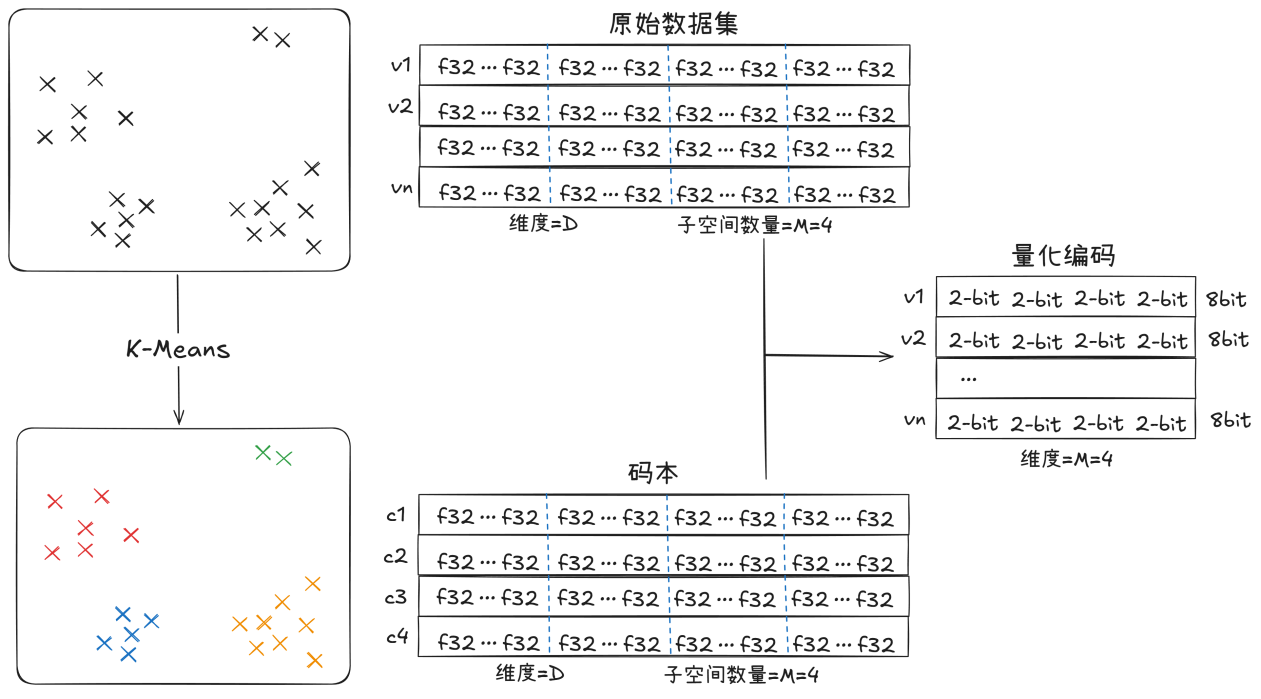 K-Means
原始数据集
v1 f32 ··· f32 f32 ··· f32 f32 ··· f32 f32 ··· f32
v2 f32 ··· f32 f32 ··· f32 f32 ··· f32 f32 ··· f32
f32 ··· f32 f32 ··· f32 f32 ··· f32 f32 ··· f32
vn f32 ··· f32 f32 ··· f32 f32 ··· f32 f32 ··· f32
维度=D 子空间数量=M=4
码本
c1 f32 ··· f32 f32 ··· f32 f32 ··· f32 f32 ··· f32
c2 f32 ··· f32 f32 ··· f32 f32 ··· f32 f32 ··· f32
c3 f32 ··· f32 f32 ··· f32 f32 ··· f32 f32 ··· f32
c4 f32 ··· f32 f32 ··· f32 f32 ··· f32 f32 ··· f32
维度=D 子空间数量=M=4
量化编码
v1 2-bit 2-bit 2-bit 2-bit 8bit
v2 2-bit 2-bit 2-bit 2-bit 8bit
···
vn 2-bit 2-bit 2-bit 2-bit 8bit
维度=M=4